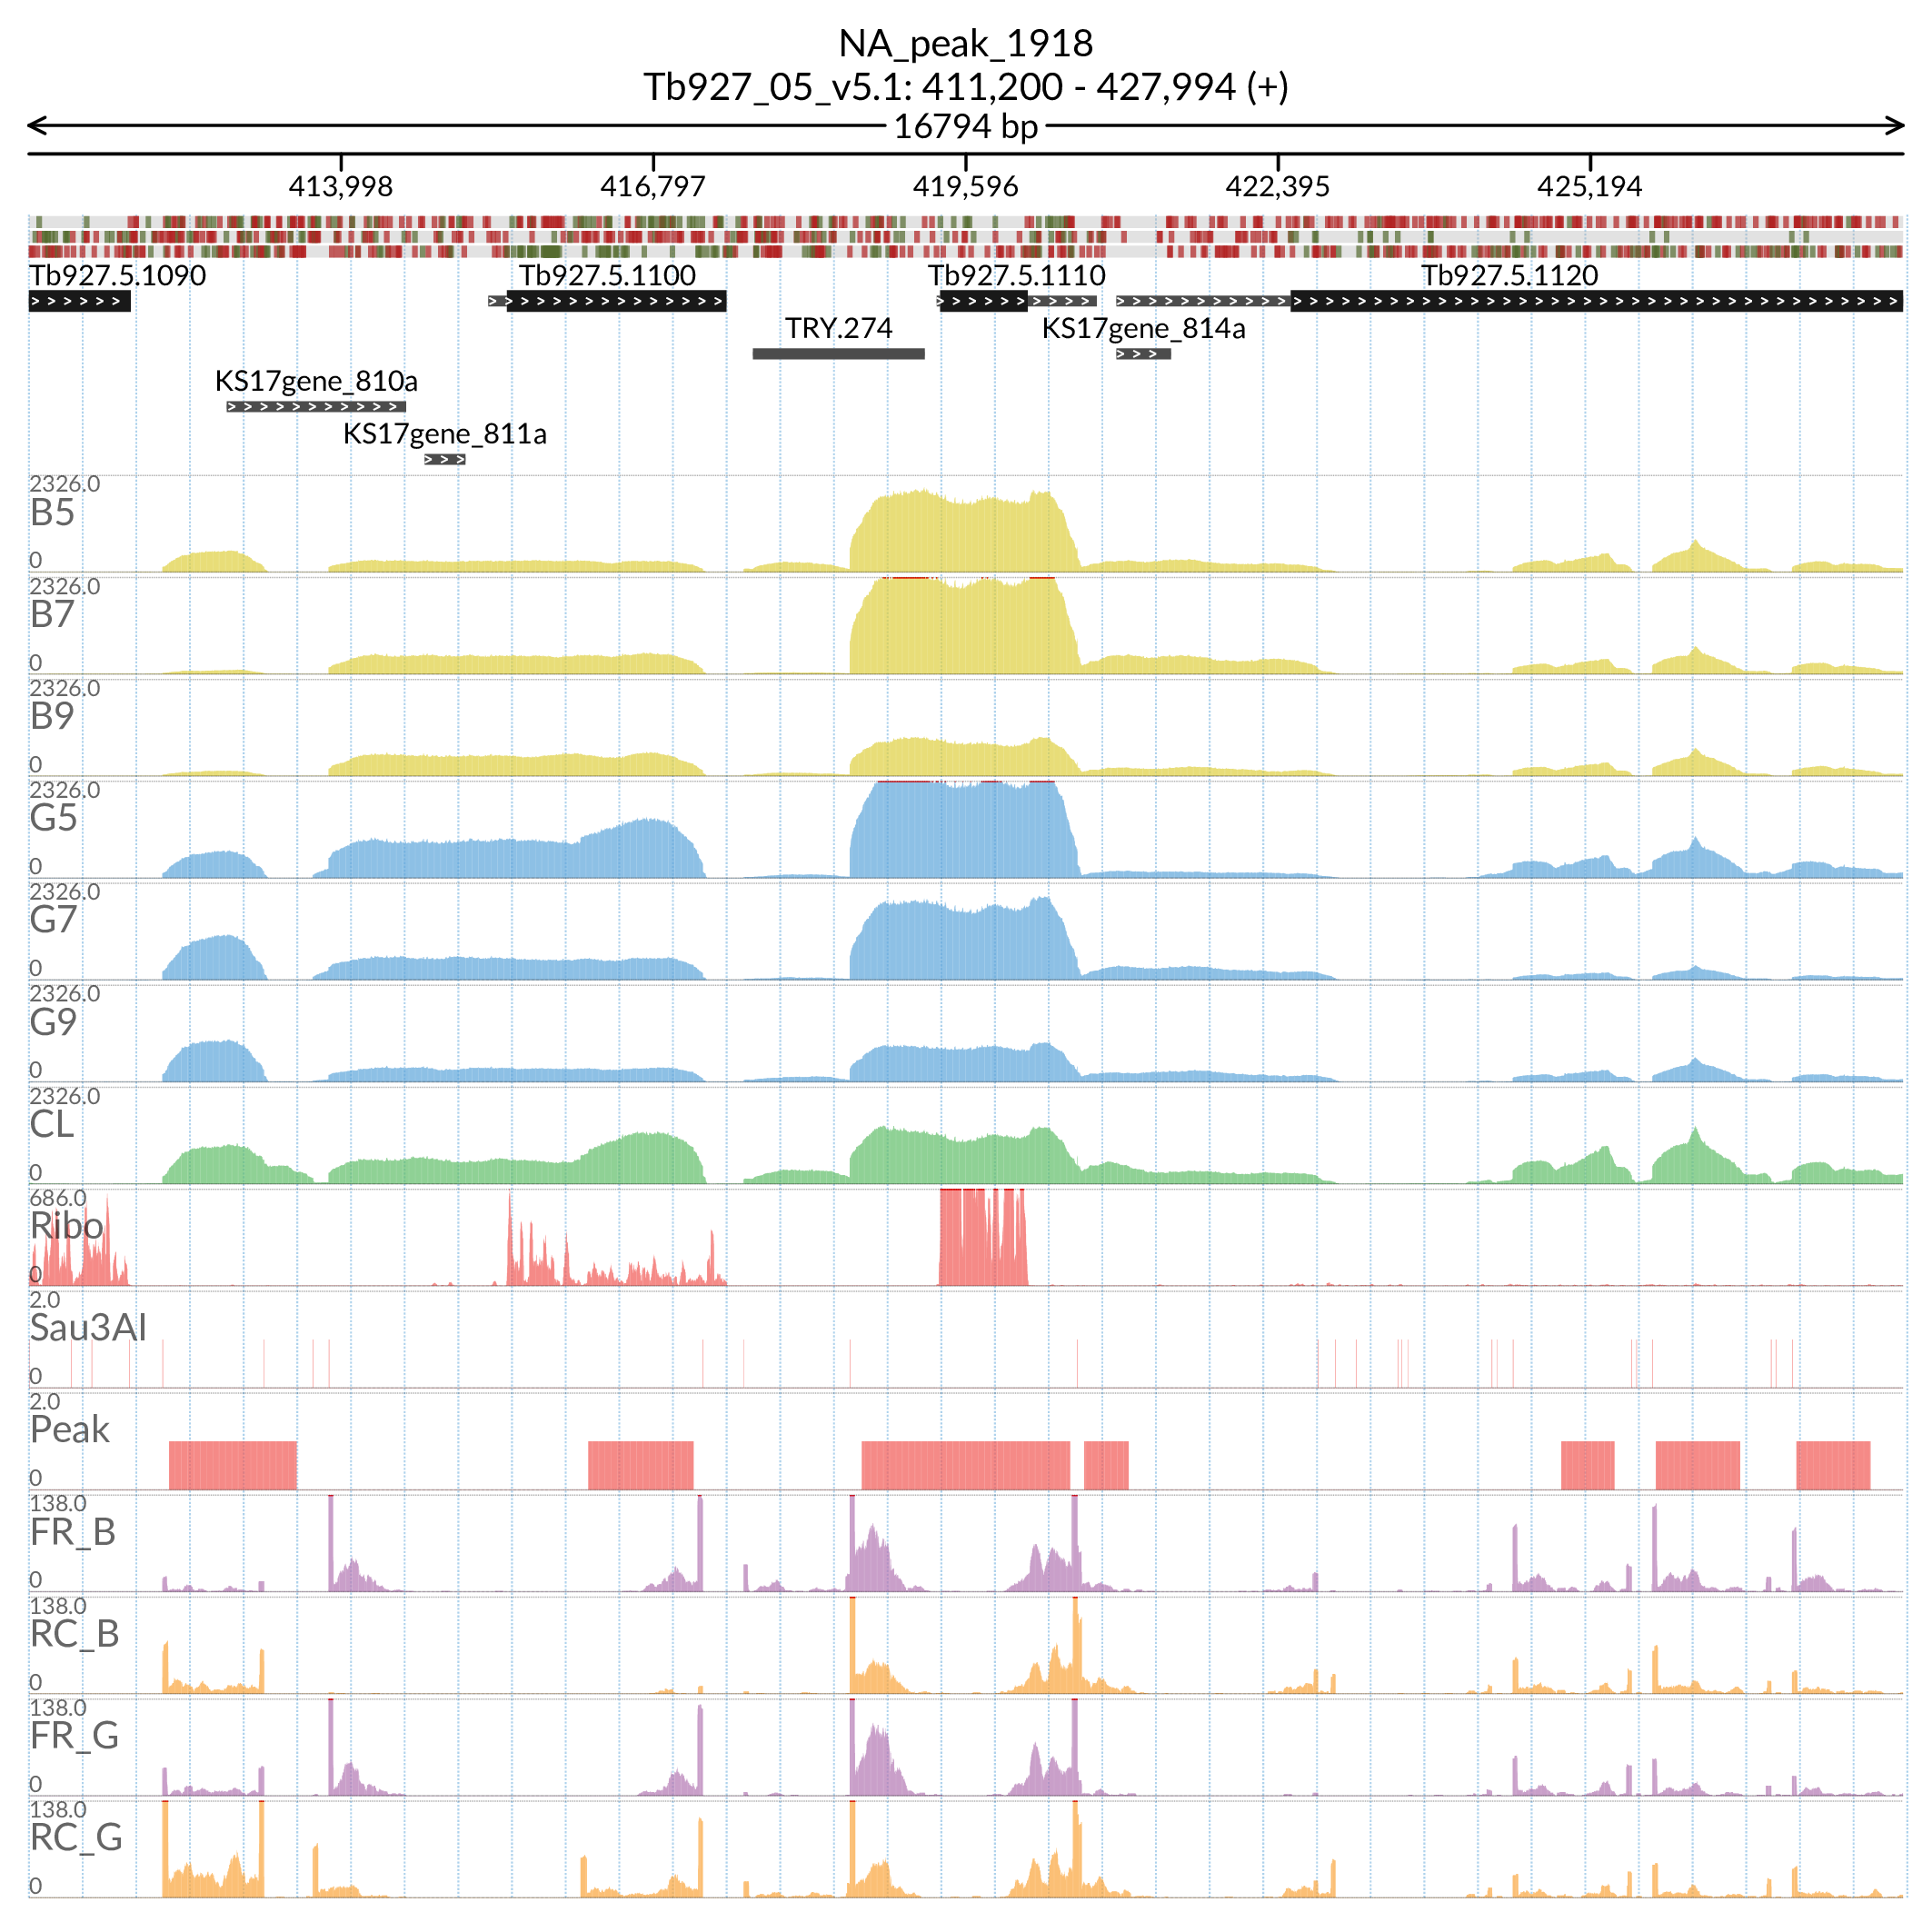 NA_peak_1918
Tb927_05_v5.1: 411,200 - 427,994 (+)
16794 bp
413,998 416,797 419,596 422,395 425,194
Tb927.5.1090 Tb927.5.1100 Tb927.5.1110 Tb927.5.1120
TRY.274 KS17gene_814a
KS17gene_810a
KS17gene_811a
2326.0
B5
0
2326.0
B7
0
2326.0
B9
0
2326.0
G5
0
2326.0
G7
0
2326.0
G9
0
2326.0
CL
0
686.0
Ribo
0
2.0
Sau3AI
0
2.0
Peak
0
138.0
FR_B
0
138.0
RC_B
0
138.0
FR_G
0
138.0
RC_G
0